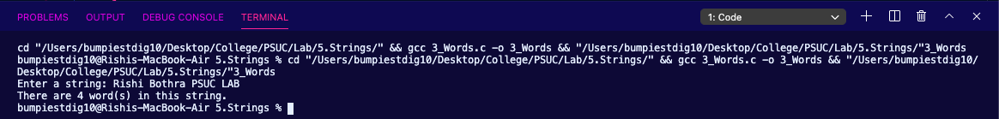 PROBLEMS OUTPUT DEBUG CONSOLE TERMINAL 1: Code
cd "/Users/bumpiestdig10/Desktop/College/PSUC/Lab/5.Strings/" && gcc 3_Words.c -o 3_Words && "/Users/bumpiestdig10/Desktop/College/PSUC/Lab/5.Strings/"3_Words
bumpiestdig10@Rishis-MacBook-Air 5.Strings % cd "/Users/bumpiestdig10/Desktop/College/PSUC/Lab/5.Strings/" && gcc 3_Words.c -o 3_Words && "/Users/bumpiestdig10/
Desktop/College/PSUC/Lab/5.Strings/"3_Words
Enter a string: Rishi Bothra PSUC LAB
There are 4 word(s) in this string.
bumpiestdig10@Rishis-MacBook-Air 5.Strings %